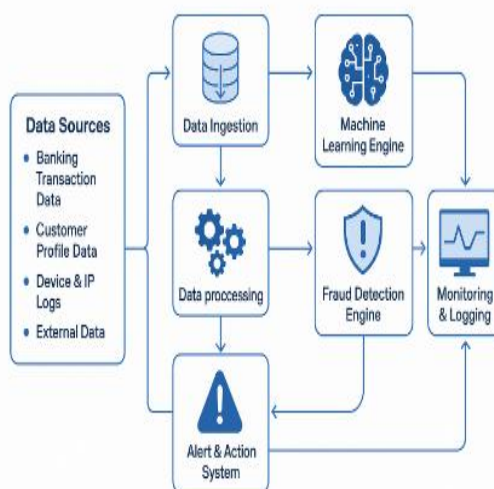 Data Sources
• Banking
Transaction
Data
• Customer
Profile Data
• Device & IP
Logs
• External Data
Data Ingestion
Machine
Learning Engine
Data proccessing
Fraud Detection
Engine
Monitoring
& Logging
Alert & Action
System